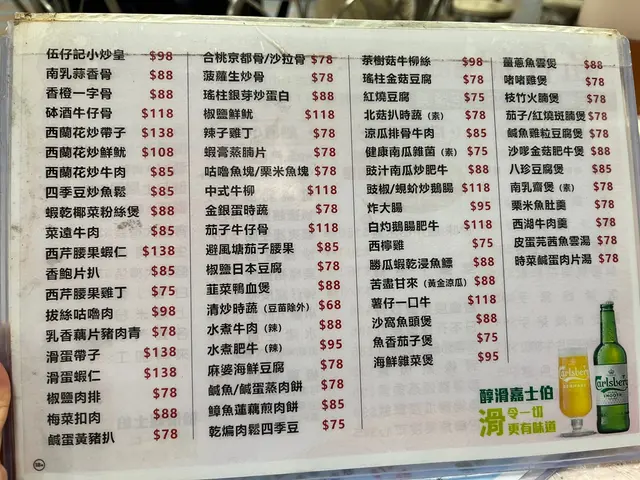 伍仔記小炒皇 $98
南乳蒜香骨 $88
香橙一字骨 $88
砵酒牛仔骨 $118
西蘭花炒帶子 $138
西蘭花炒鮮魷 $108
西蘭花炒牛肉 $85
四季豆炒魚鬆 $85
蝦乾椰菜粉絲煲 $88
菜遠牛肉 $85
西芹腰果蝦仁 $138
香鮑片扒 $85
西芹腰果雞丁 $75
拔絲咕嚕肉 $98
乳香藕片豬肉青 $78
滑蛋帶子 $138
滑蛋蝦仁 $138
椒鹽肉排 $78
梅菜扣肉 $88
鹹蛋黃豬扒 $78
合桃京都骨/沙拉骨 $78
菠蘿生炒骨 $78
瑤柱銀芽炒蛋白 $88
椒鹽鮮魷 $118
辣子雞丁 $78
蝦膏蒸腩片 $78
咕嚕魚塊/栗米魚塊 $78
中式牛柳 $118
金銀蛋時蔬 $78
茄子牛仔骨 $118
避風塘茄子腰果 $85
椒鹽日本豆腐 $78
韮菜鴨血煲 $88
清炒時蔬 (豆苗除外) $68
水煮牛肉 (辣) $88
水煮肥牛 (辣) $95
麻婆海鮮豆腐 $78
鹹魚/鹹蛋蒸肉餅 $78
鱆魚蓮藕煎肉餅 $85
乾煸肉鬆四季豆 $75
茶樹菇牛柳絲 $98
瑤柱金菇豆腐 $78
紅燒豆腐 $75
北菇扒時蔬 (素) $78
涼瓜排骨牛肉 $85
健康南瓜雜菌 (素) $75
豉汁南瓜炒肥牛 $88
豉椒/蜆蚧炒鵝腸 $118
炸大腸 $95
白灼鵝腸肥牛 $118
西檸雞 $75
勝瓜蝦乾浸魚鰾 $88
苦盡甘來 (黃金涼瓜) $88
薯仔一口牛 $118
沙窩魚頭煲 $88
魚香茄子煲 $75
海鮮雜菜煲 $95
薑蔥魚雲煲 $88
啫啫雞煲 $78
枝竹火腩煲 $78
茄子/紅燒斑腩煲 $78
鹹魚雞粒豆腐煲 $78
沙嗲金菇肥牛煲 $88
八珍豆腐煲 $85
南乳齋煲 (素) $78
栗米魚肚羹 $78
西湖牛肉羹 $78
皮蛋芫茜魚雲湯 $78
時菜鹹蛋肉片湯 $78
醇滑嘉士伯
滑 令一切
更有味道
Carlsberg
Carlsberg
18+